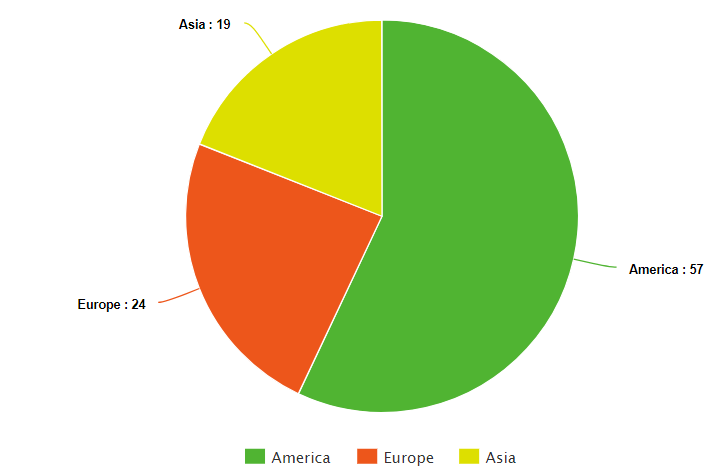 Asia : 19
America : 57
Europe : 24
America Europe Asia